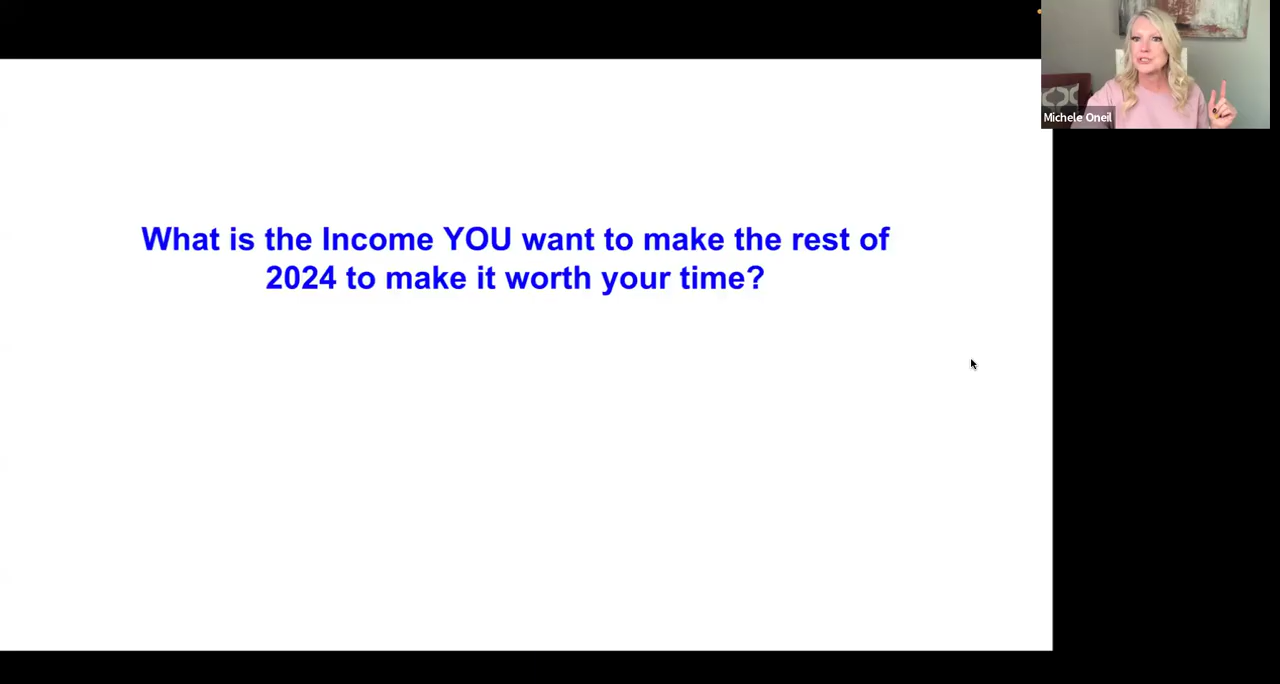 Michele Oneil
What is the Income YOU want to make the rest of
2024 to make it worth your time?